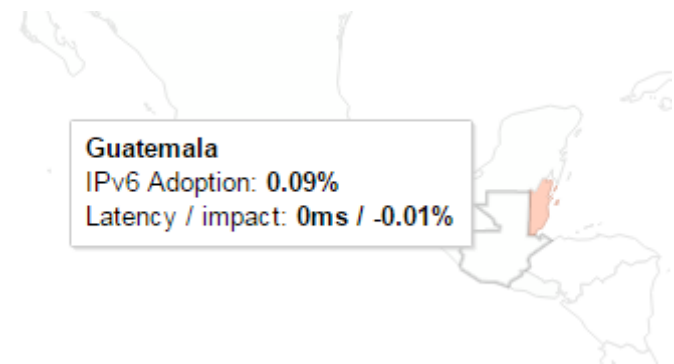 Guatemala
IPv6 Adoption: 0.09%
Latency / impact: 0ms / -0.01%